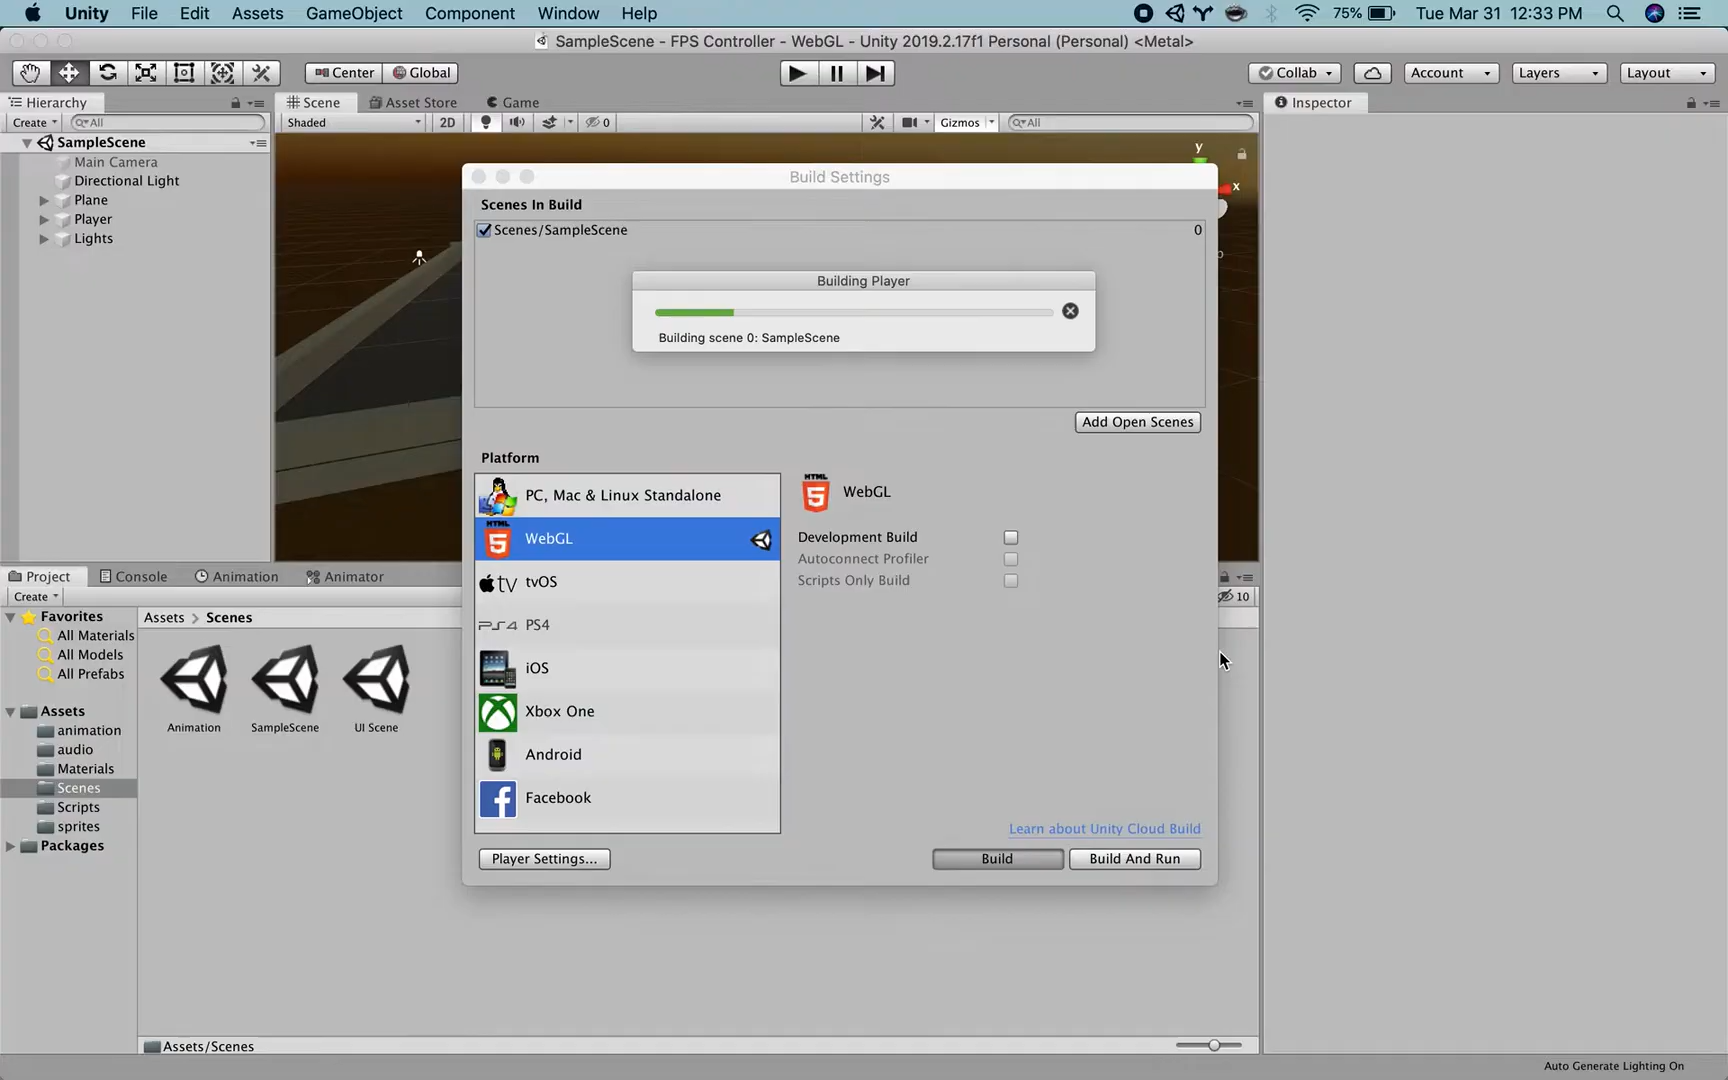 Unity File Edit Assets GameObject Component Window Help 75% Tue Mar 31 12:33 PM
SampleScene - FPS Controller - WebGL - Unity 2019.2.17f1 Personal (Personal) <Metal>
Center Global Collab Account Layers Layout
Hierarchy Scene Asset Store Game Inspector
Create All Shaded 2D 0 Gizmos All
SampleScene
Main Camera
Directional Light
Plane
Player
Lights
y
x
Build Settings
Scenes In Build
Scenes/SampleScene 0
Building Player
Building scene 0: SampleScene
Add Open Scenes
Platform
PC, Mac & Linux Standalone
HTML
5
WebGL
tv
tvOS
PS4
PS4
iOS
Xbox One
Android
Facebook
HTML
5
WebGL
Development Build
Autoconnect Profiler
Scripts Only Build
Learn about Unity Cloud Build
Player Settings... Build Build And Run
Project Console Animation Animator
Create 10
Favorites
All Materials
All Models
All Prefabs
Assets
animation
audio
Materials
Scenes
Scripts
sprites
Packages
Assets > Scenes
Animation SampleScene UI Scene
Assets/Scenes
Auto Generate Lighting On